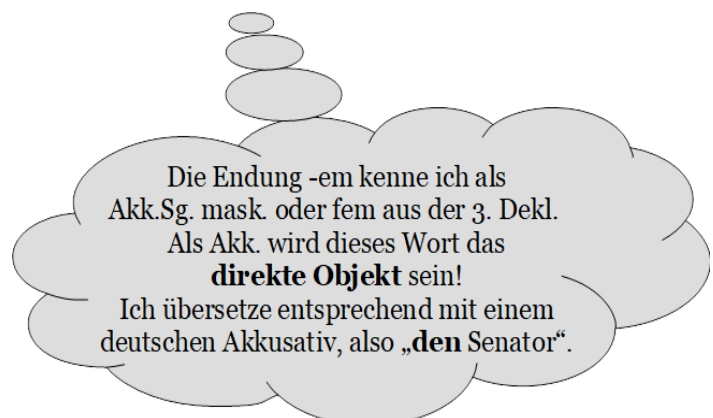 Die Endung -em kenne ich als
Akk.Sg. mask. oder fem aus der 3. Dekl.
Als Akk. wird dieses Wort das
direkte Objekt sein!
Ich übersetze entsprechend mit einem
deutschen Akkusativ, also „den Senator“.